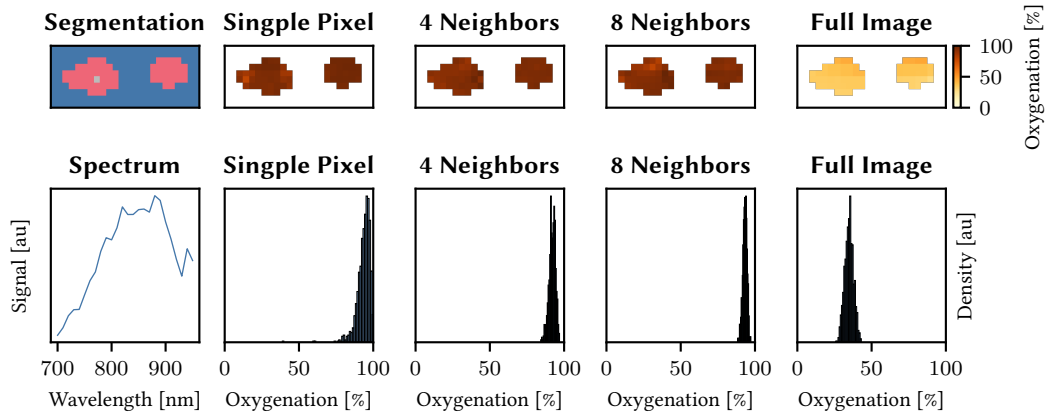 Segmentation Singple Pixel 4 Neighbors 8 Neighbors Full Image
100
50
0
Oxygenation [%]
Spectrum Singple Pixel 4 Neighbors 8 Neighbors Full Image
Signal [au]
Density [au]
700 800 900 0 50 100 0 50 100 0 50 100 0 50 100
Wavelength [nm] Oxygenation [%] Oxygenation [%] Oxygenation [%] Oxygenation [%]